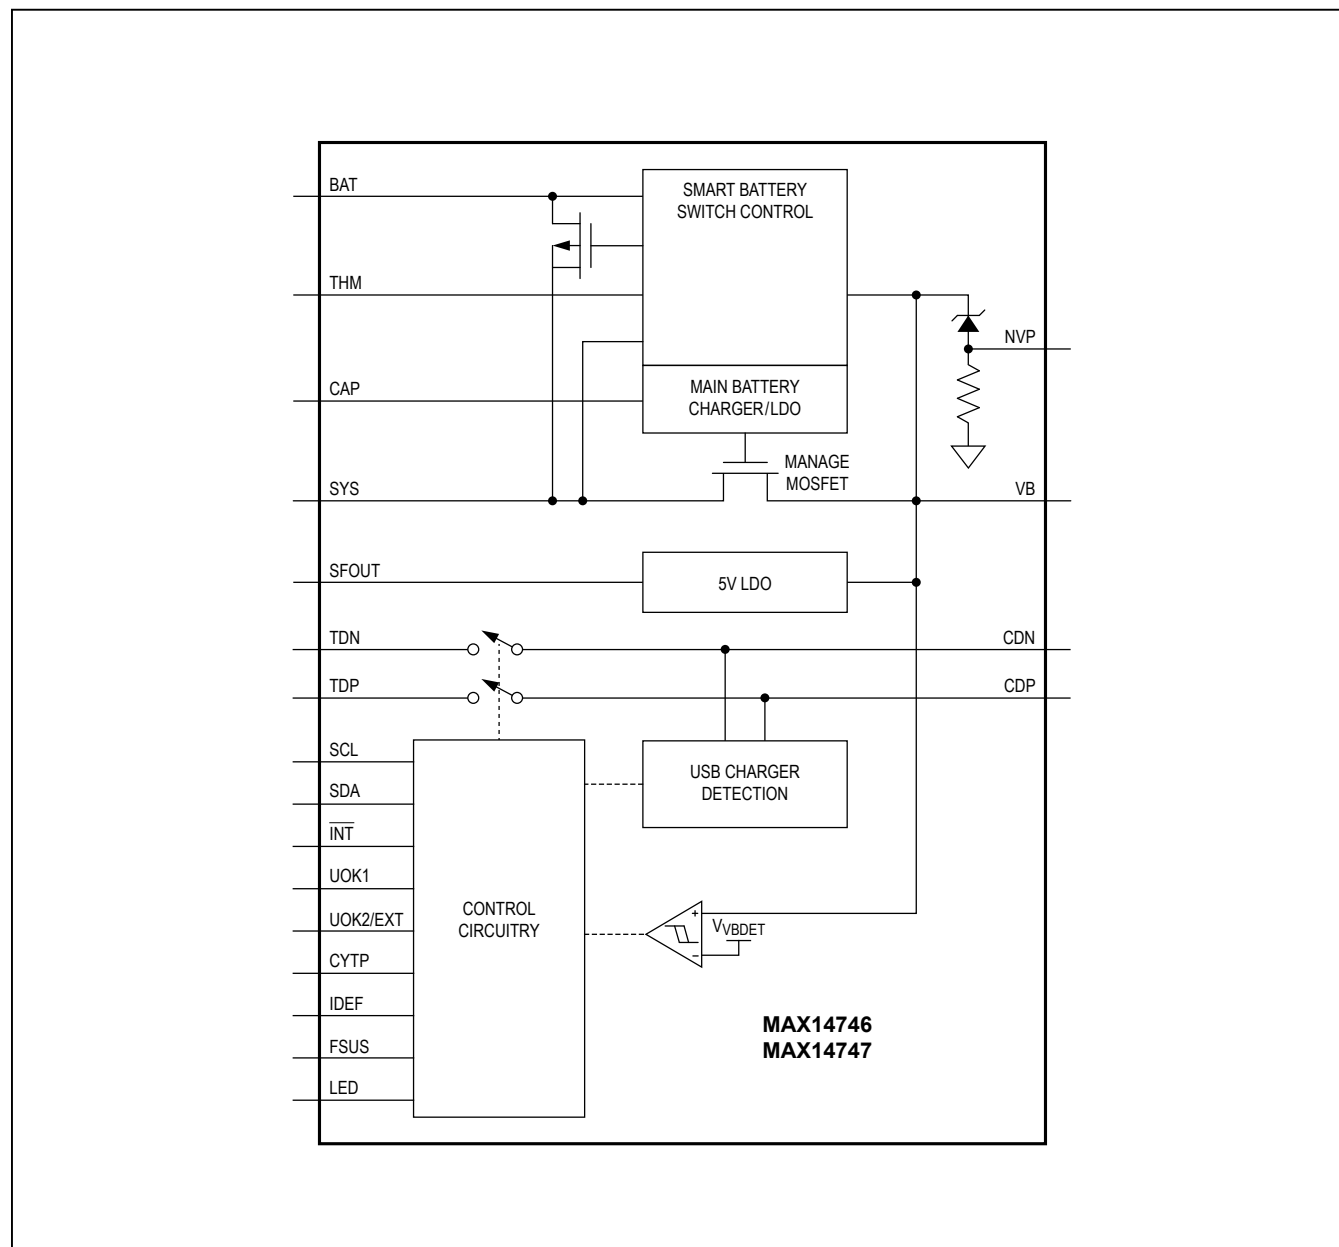 BAT
SMART BATTERY
SWITCH CONTROL
THM
NVP
CAP
MAIN BATTERY
CHARGER/LDO
MANAGE
MOSFET
SYS
VB
SFOUT
5V LDO
TDN
CDN
TDP
CDP
SCL
USB CHARGER
DETECTION
SDA
INT
UOK1
UOK2/EXT
CONTROL
CIRCUITRY
+
VVBDET
−
CYTP
IDEF
FSUS
LED
MAX14746
MAX14747